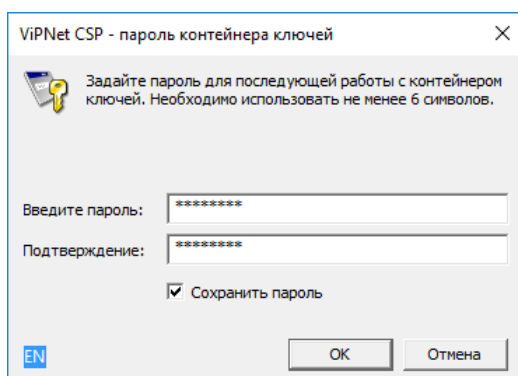 ViPNet CSP - пароль контейнера ключей
Задайте пароль для последующей работы с контейнером
ключей. Необходимо использовать не менее 6 символов.
Введите пароль: ********
Подтверждение: ********
Сохранить пароль
EN OK Отмена